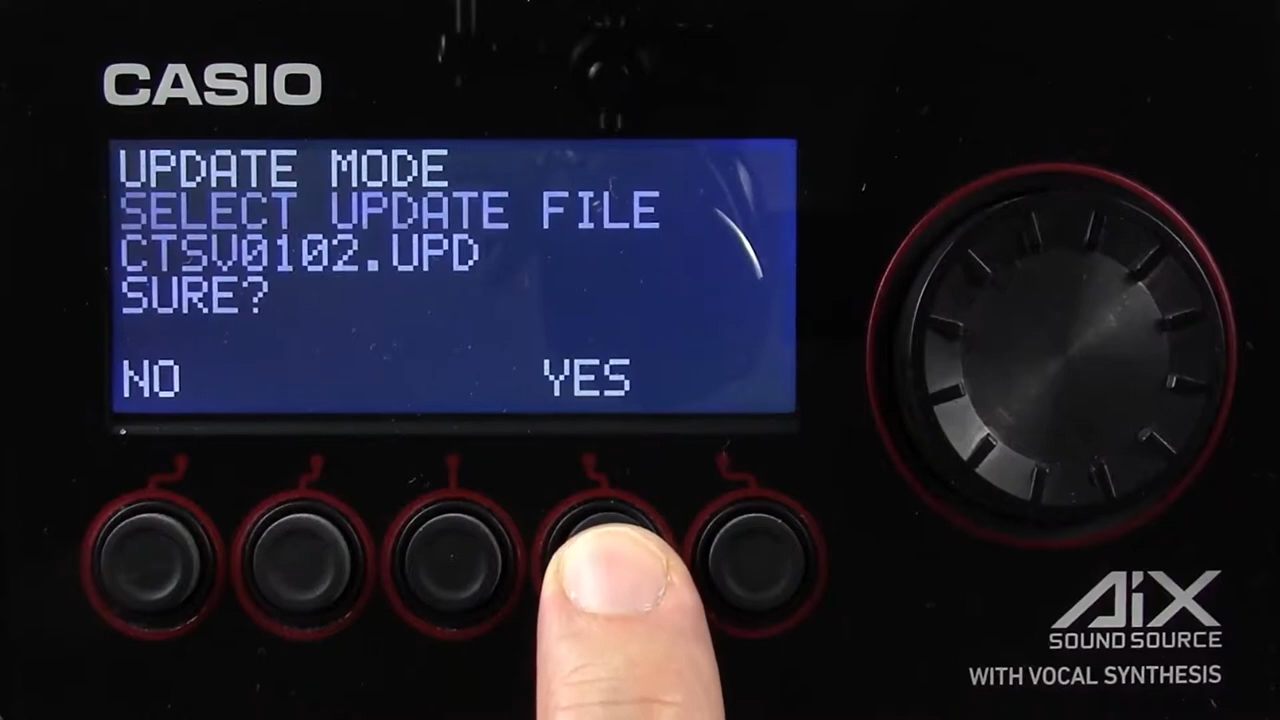 CASIO
UPDATE MODE
SELECT UPDATE FILE
CTSV0102.UPD
SURE?
NO YES
AiX
SOUND SOURCE
WITH VOCAL SYNTHESIS